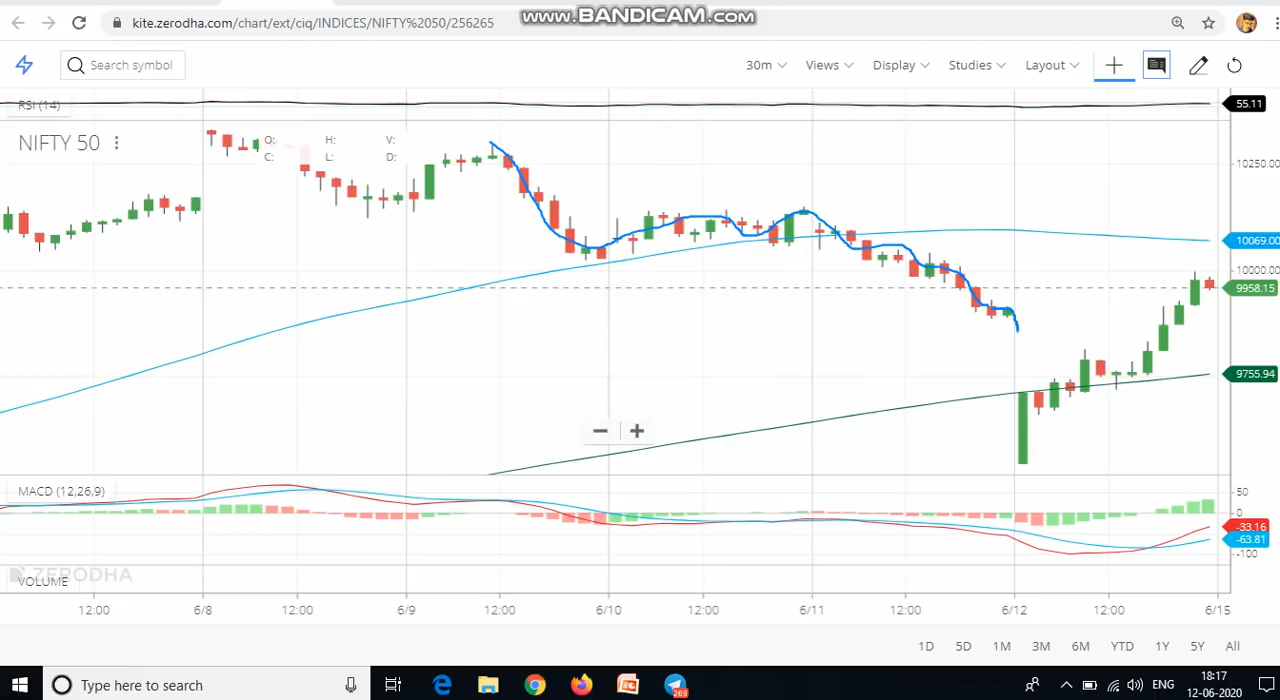 www.BANDICAM.com
kite.zerodha.com/chart/ext/ciq/INDICES/NIFTY%2050/256265
Search symbol
30m Views Display Studies Layout
RSI (14)
55.11
NIFTY 50
O: H: V:
C: L: D:
10250.00
10069.00
10000.00
9958.15
9755.94
MACD (12,26,9)
50
0
-33.16
-63.81
-100
ZERODHA
VOLUME
12:00 6/8 12:00 6/9 12:00 6/10 12:00 6/11 12:00 6/12 12:00 6/15
1D 5D 1M 3M 6M YTD 1Y 5Y All
Type here to search
269
ENG
18:17
12-06-2020